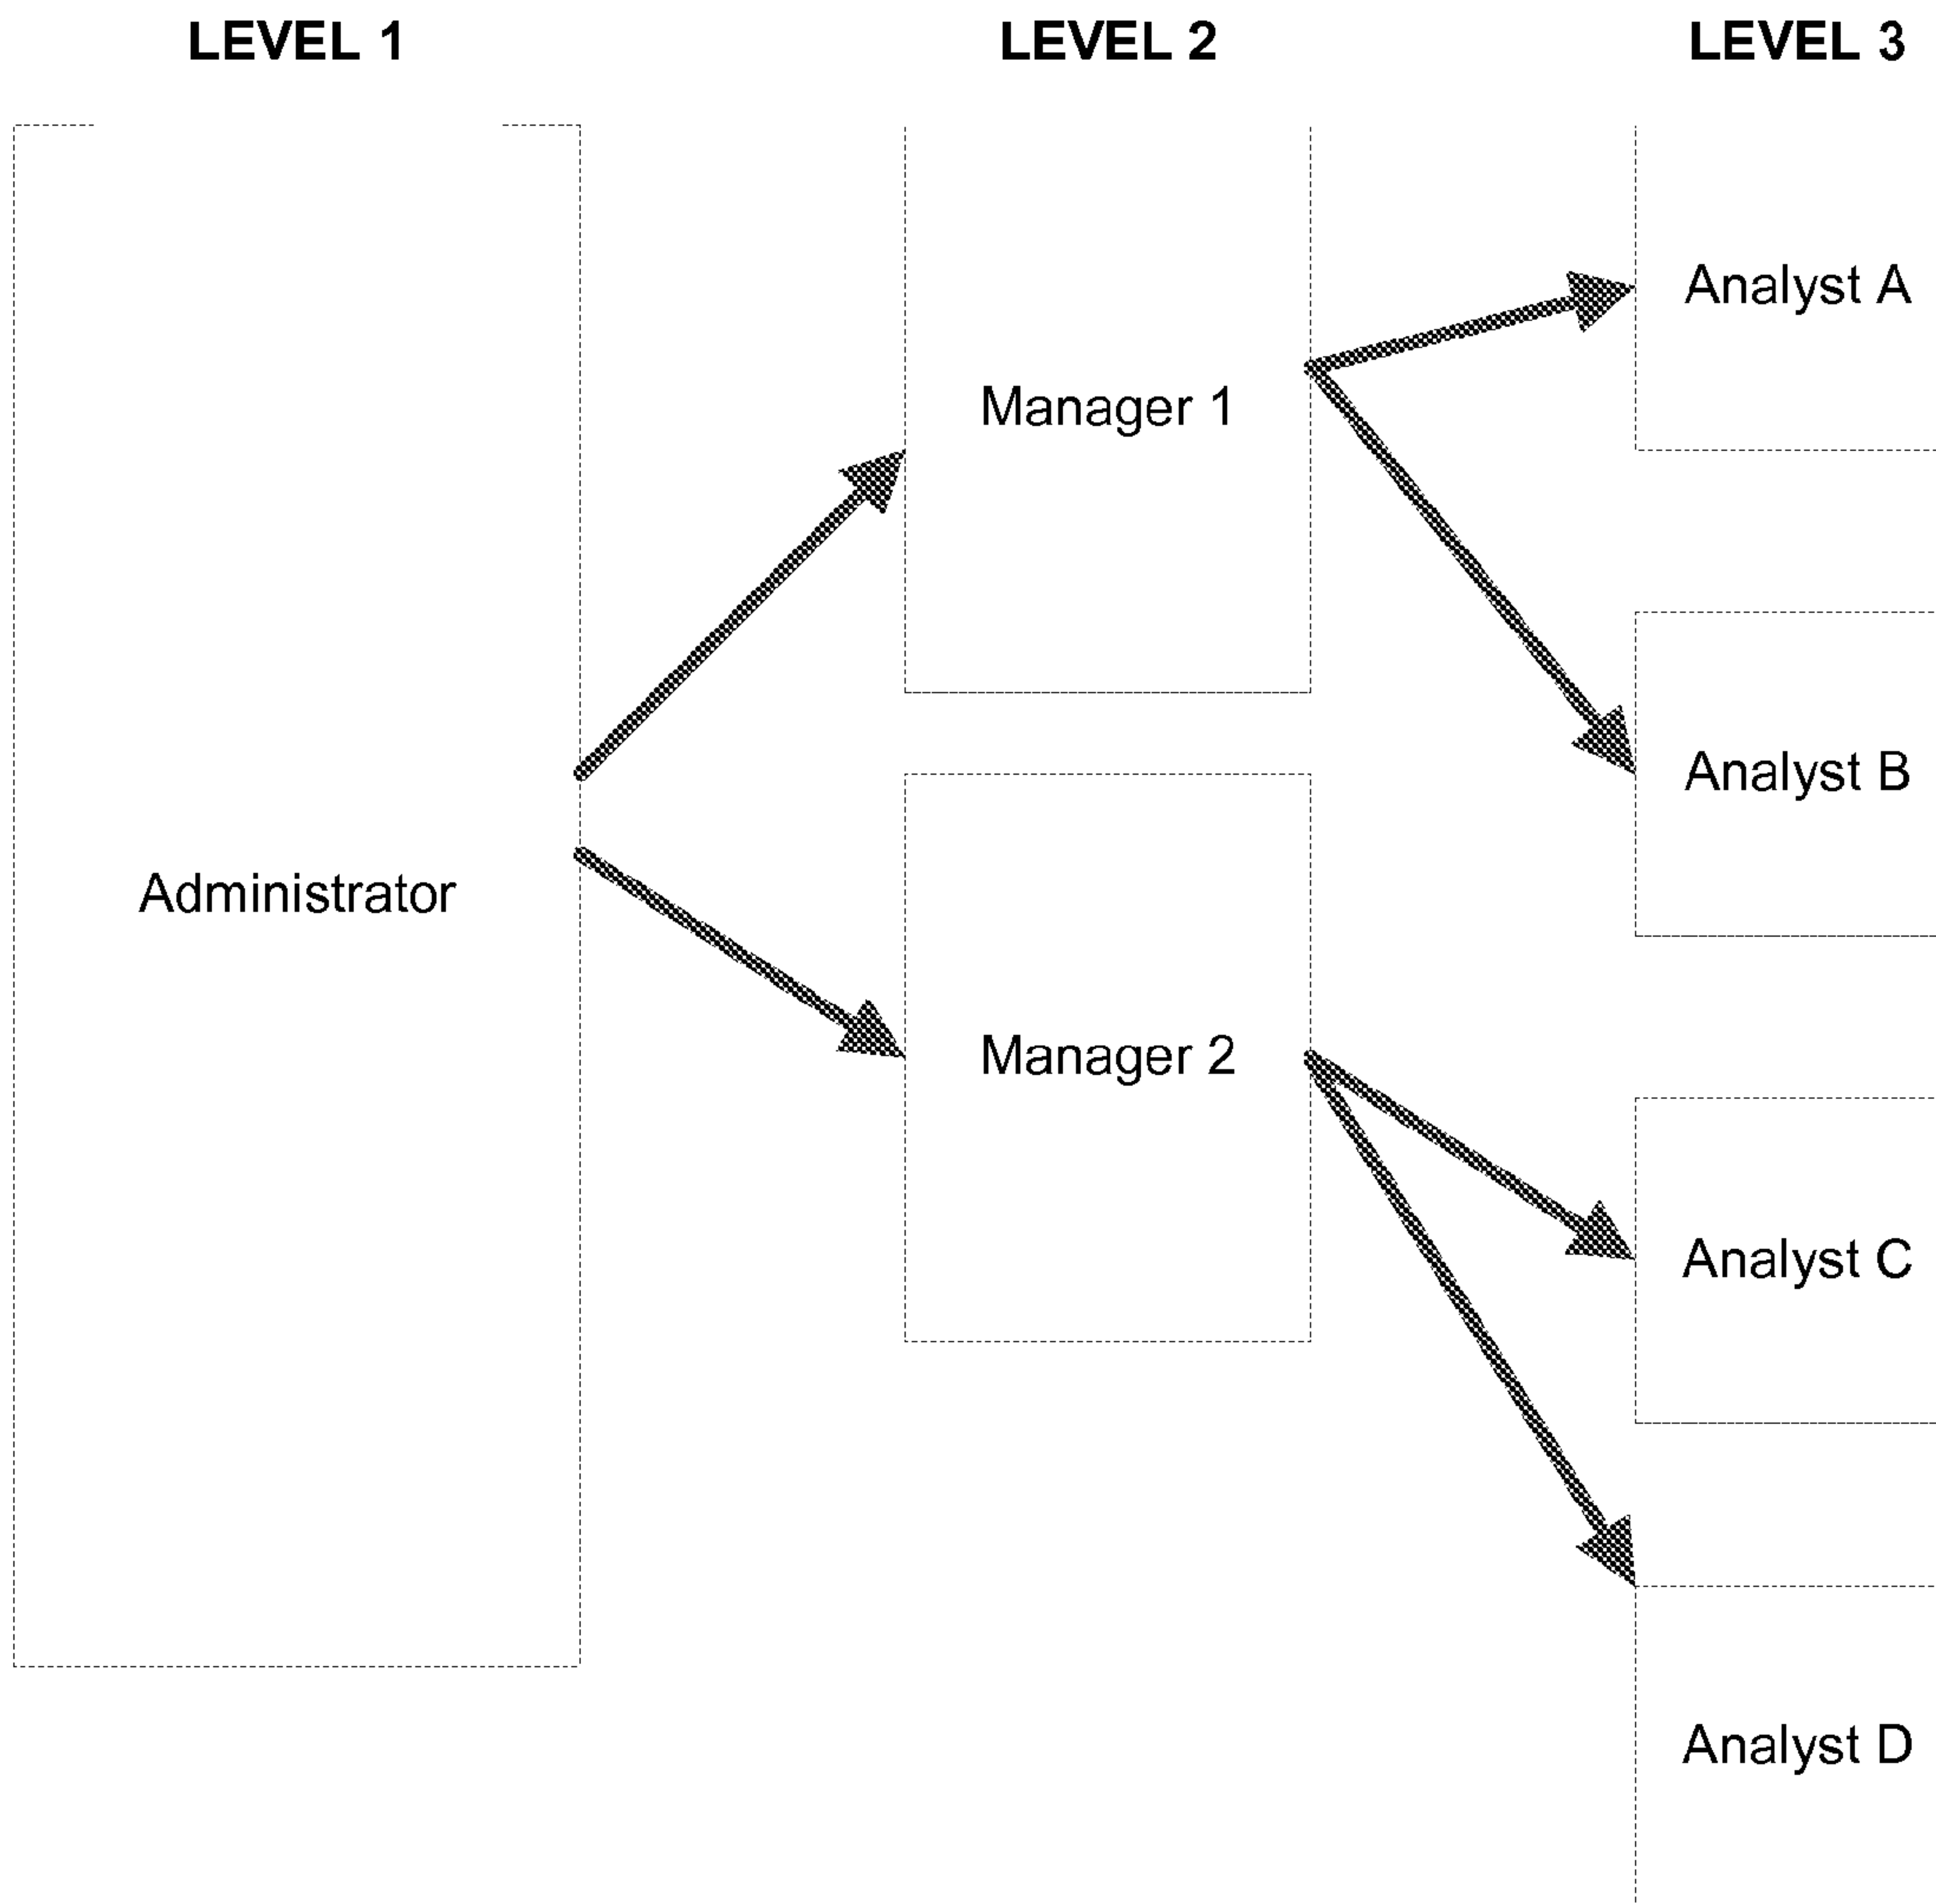 LEVEL 1
LEVEL 2
LEVEL 3
Administrator
Manager 1
Manager 2
Analyst A
Analyst B
Analyst C
Analyst D